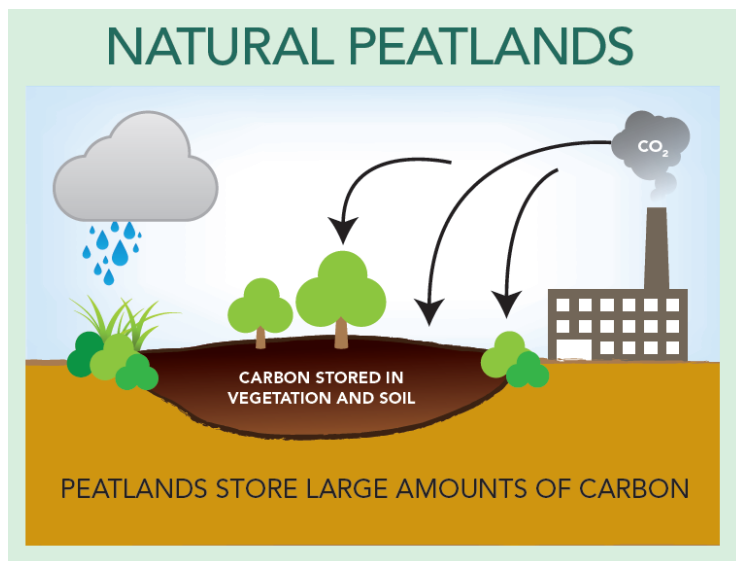 NATURAL PEATLANDS
CO₂
CARBON STORED IN
VEGETATION AND SOIL
PEATLANDS STORE LARGE AMOUNTS OF CARBON